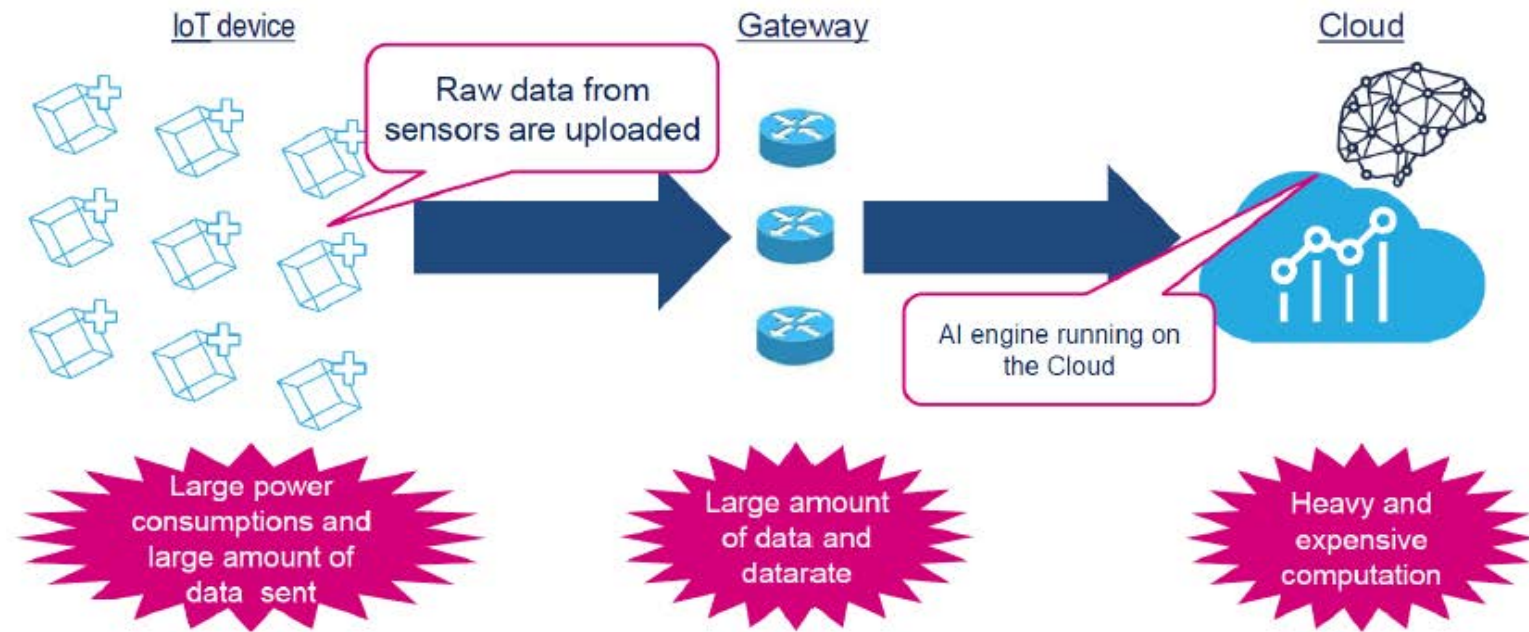 IoT device
Gateway
Cloud
Raw data from
sensors are uploaded
AI engine running on
the Cloud
Large power
consumptions and
large amount of
data sent
Large amount
of data and
datarate
Heavy and
expensive
computation